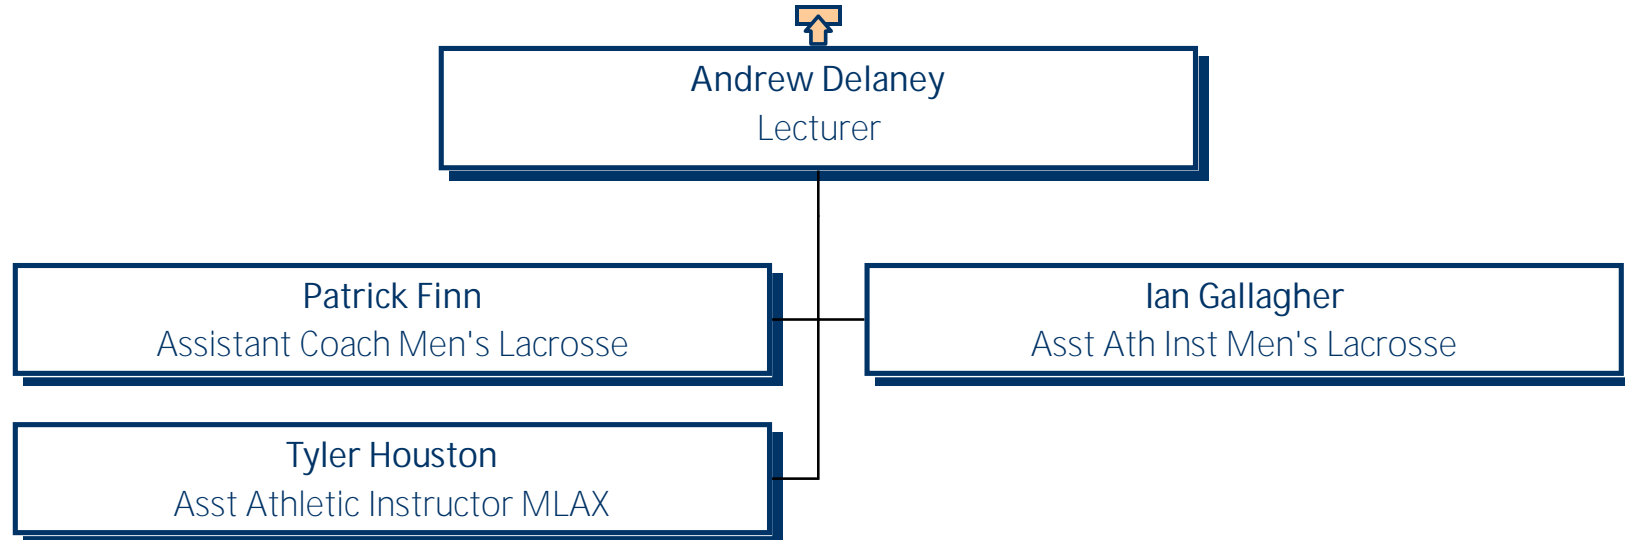 Andrew Delaney
Lecturer
Patrick Finn
Assistant Coach Men's Lacrosse
Ian Gallagher
Asst Ath Inst Men's Lacrosse
Tyler Houston
Asst Athletic Instructor MLAX